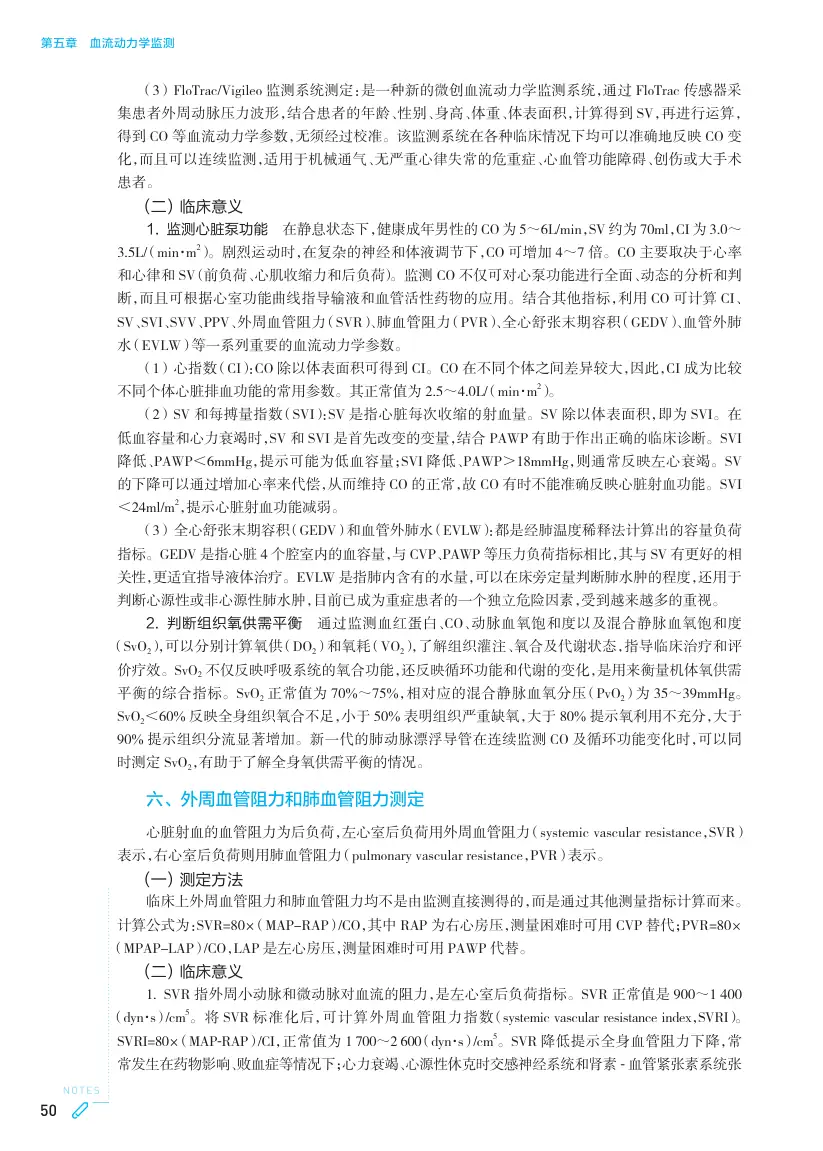 第五章 血流动力学监测
（3）FloTrac/Vigileo 监测系统测定：是一种新的微创血流动力学监测系统，通过 FloTrac 传感器采
集患者外周动脉压力波形，结合患者的年龄、性别、身高、体重、体表面积，计算得到 SV，再进行运算，
得到 CO 等血流动力学参数，无须经过校准。该监测系统在各种临床情况下均可以准确地反映 CO 变
化，而且可以连续监测，适用于机械通气、无严重心律失常的危重症、心血管功能障碍、创伤或大手术
患者。
（二）临床意义
1. 监测心脏泵功能 在静息状态下，健康成年男性的 CO 为 5～6L/min，SV 约为 70ml，CI 为 3.0～
3.5L/（min·m²）。剧烈运动时，在复杂的神经和体液调节下，CO 可增加 4～7 倍。CO 主要取决于心率
和心律和 SV（前负荷、心肌收缩力和后负荷）。监测 CO 不仅可对心泵功能进行全面、动态的分析和判
断，而且可根据心室功能曲线指导输液和血管活性药物的应用。结合其他指标，利用 CO 可计算 CI、
SV、SVI、SVV、PPV、外周血管阻力（SVR）、肺血管阻力（PVR）、全心舒张末期容积（GEDV）、血管外肺
水（EVLW）等一系列重要的血流动力学参数。
（1）心指数（CI）：CO 除以体表面积可得到 CI。CO 在不同个体之间差异较大，因此，CI 成为比较
不同个体心脏排血功能的常用参数。其正常值为 2.5～4.0L/（min·m²）。
（2）SV 和每搏量指数（SVI）：SV 是指心脏每次收缩的射血量。SV 除以体表面积，即为 SVI。在
低血容量和心力衰竭时，SV 和 SVI 是首先改变的变量，结合 PAWP 有助于作出正确的临床诊断。SVI
降低、PAWP＜6mmHg，提示可能为低血容量；SVI 降低、PAWP＞18mmHg，则通常反映左心衰竭。SV
的下降可以通过增加心率来代偿，从而维持 CO 的正常，故 CO 有时不能准确反映心脏射血功能。SVI
＜24ml/m²，提示心脏射血功能减弱。
（3）全心舒张末期容积（GEDV）和血管外肺水（EVLW）：都是经肺温度稀释法计算出的容量负荷
指标。GEDV 是指心脏 4 个腔室内的血容量，与 CVP、PAWP 等压力负荷指标相比，其与 SV 有更好的相
关性，更适宜指导液体治疗。EVLW 是指肺内含有的水量，可以在床旁定量判断肺水肿的程度，还用于
判断心源性或非心源性肺水肿，目前已成为重症患者的一个独立危险因素，受到越来越多的重视。
2. 判断组织氧供需平衡 通过监测血红蛋白、CO、动脉血氧饱和度以及混合静脉血氧饱和度
（SvO₂），可以分别计算氧供（DO₂）和氧耗（VO₂），了解组织灌注、氧合及代谢状态，指导临床治疗和评
价疗效。SvO₂ 不仅反映呼吸系统的氧合功能，还反映循环功能和代谢的变化，是用来衡量机体氧供需
平衡的综合指标。SvO₂ 正常值为 70%～75%，相对应的混合静脉血氧分压（PvO₂）为 35～39mmHg。
SvO₂＜60% 反映全身组织氧合不足，小于 50% 表明组织严重缺氧，大于 80% 提示氧利用不充分，大于
90% 提示组织分流显著增加。新一代的肺动脉漂浮导管在连续监测 CO 及循环功能变化时，可以同
时测定 SvO₂，有助于了解全身氧供需平衡的情况。
六、外周血管阻力和肺血管阻力测定
心脏射血的血管阻力为后负荷，左心室后负荷用外周血管阻力（systemic vascular resistance，SVR）
表示，右心室后负荷则用肺血管阻力（pulmonary vascular resistance，PVR）表示。
（一）测定方法
临床上外周血管阻力和肺血管阻力均不是由监测直接测得的，而是通过其他测量指标计算而来。
计算公式为：SVR=80×（MAP–RAP）/CO，其中 RAP 为右心房压，测量困难时可用 CVP 替代；PVR=80×
（MPAP–LAP）/CO，LAP 是左心房压，测量困难时可用 PAWP 代替。
（二）临床意义
1. SVR 指外周小动脉和微动脉对血流的阻力，是左心室后负荷指标。SVR 正常值是 900～1 400
（dyn·s）/cm⁵。将 SVR 标准化后，可计算外周血管阻力指数（systemic vascular resistance index，SVRI）。
SVRI=80×（MAP-RAP）/CI，正常值为 1 700～2 600（dyn·s）/cm⁵。SVR 降低提示全身血管阻力下降，常
常发生在药物影响、败血症等情况下；心力衰竭、心源性休克时交感神经系统和肾素 - 血管紧张素系统张
NOTES
50